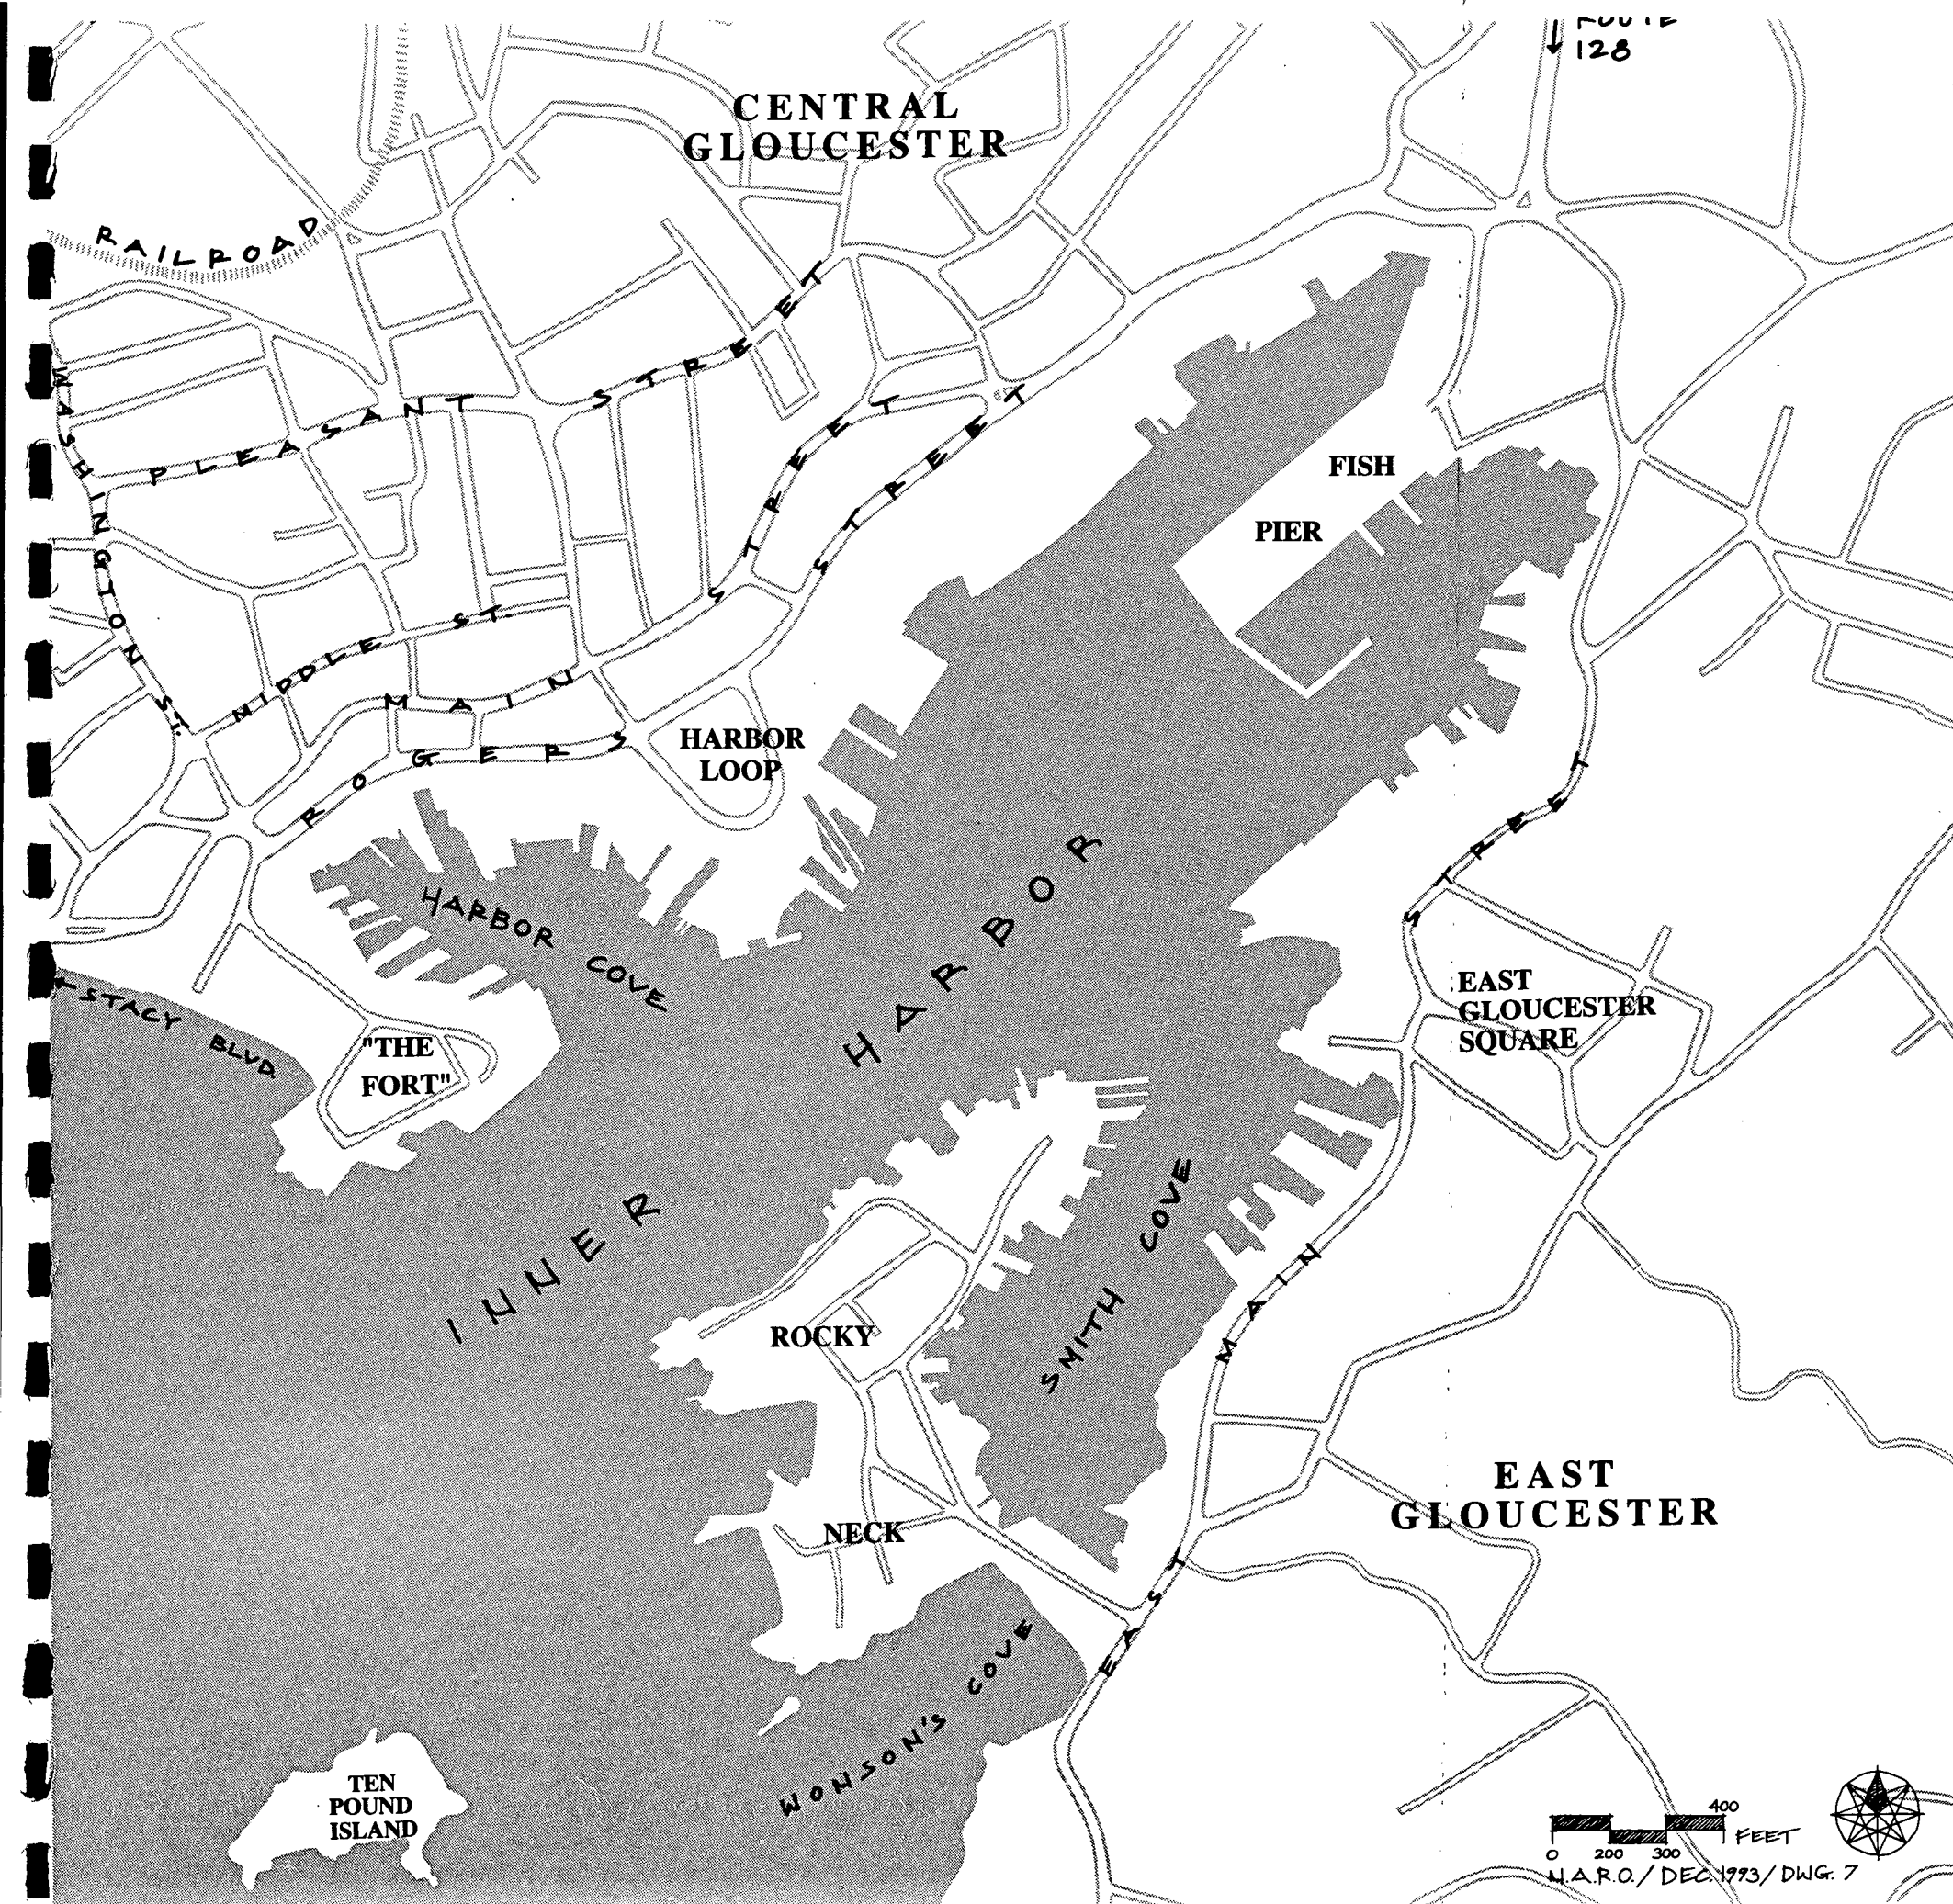 ROUTE
128
CENTRAL
GLOUCESTER
RAILROAD
WASHINGTON ST.
PLEASANT STREET
MIDDLE ST.
MAIN STREET
ROGERS STREET
FISH
PIER
HARBOR
LOOP
HARBOR COVE
INNER HARBOR
←STACY BLVD.
"THE
FORT"
EAST
GLOUCESTER
SQUARE
EAST MAIN STREET
SMITH COVE
ROCKY
NECK
EAST
GLOUCESTER
WONSON'S COVE
TEN
POUND
ISLAND
400
0 200 300 FEET
N.A.R.O./DEC.1993/DWG. 7